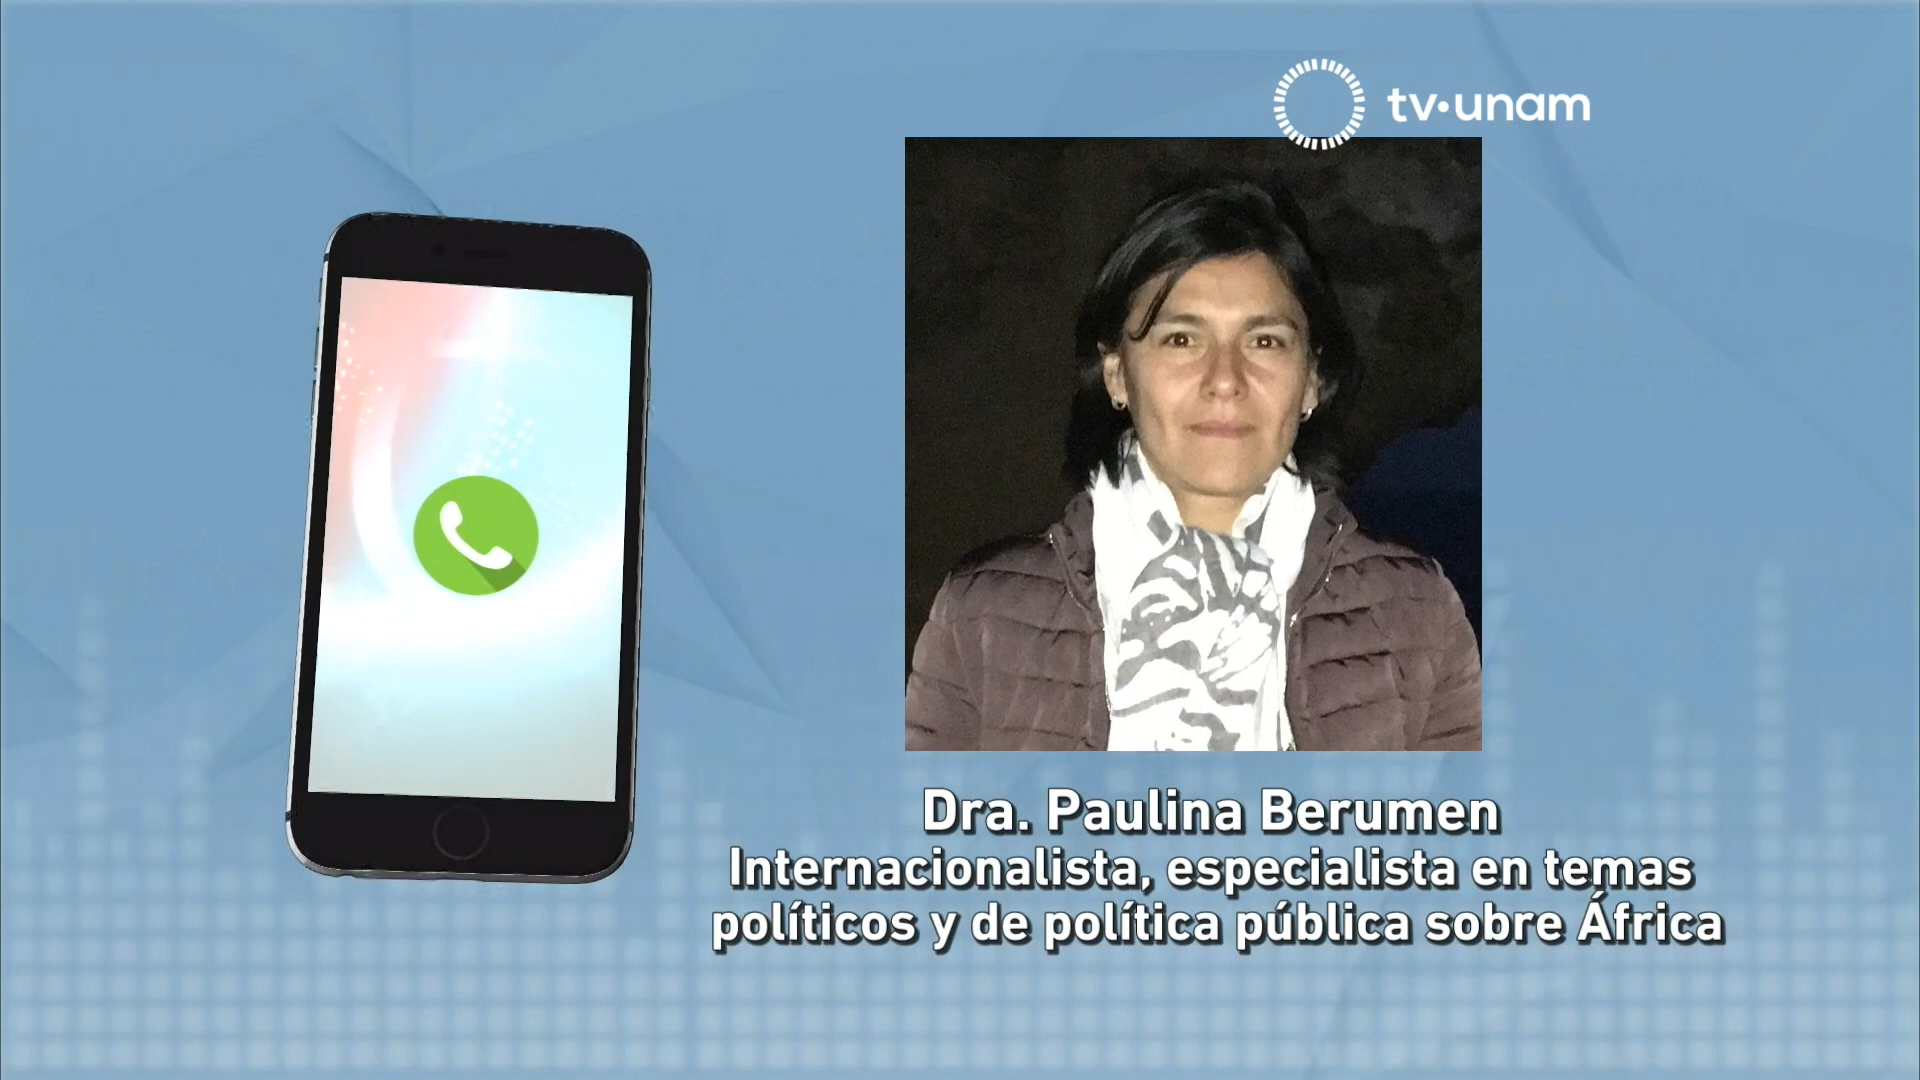 tv•unam
Dra. Paulina Berumen
Internacionalista, especialista en temas
políticos y de política pública sobre África